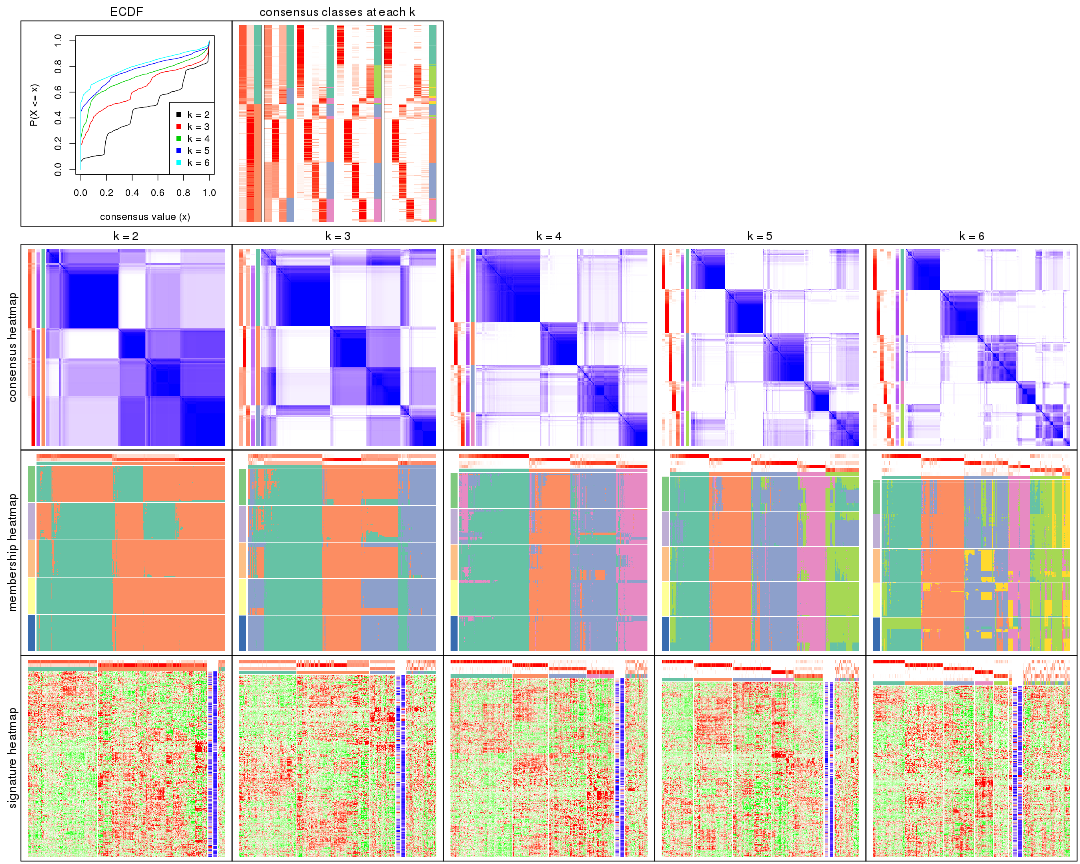 ECDF
consensus classes at each k
P(X <= x)
0.0 0.2 0.4 0.6 0.8 1.0
k = 2
k = 3
k = 4
k = 5
k = 6
0.0 0.2 0.4 0.6 0.8 1.0
consensus value (x)
k = 2 k = 3 k = 4 k = 5 k = 6
consensus heatmap
membership heatmap
signature heatmap